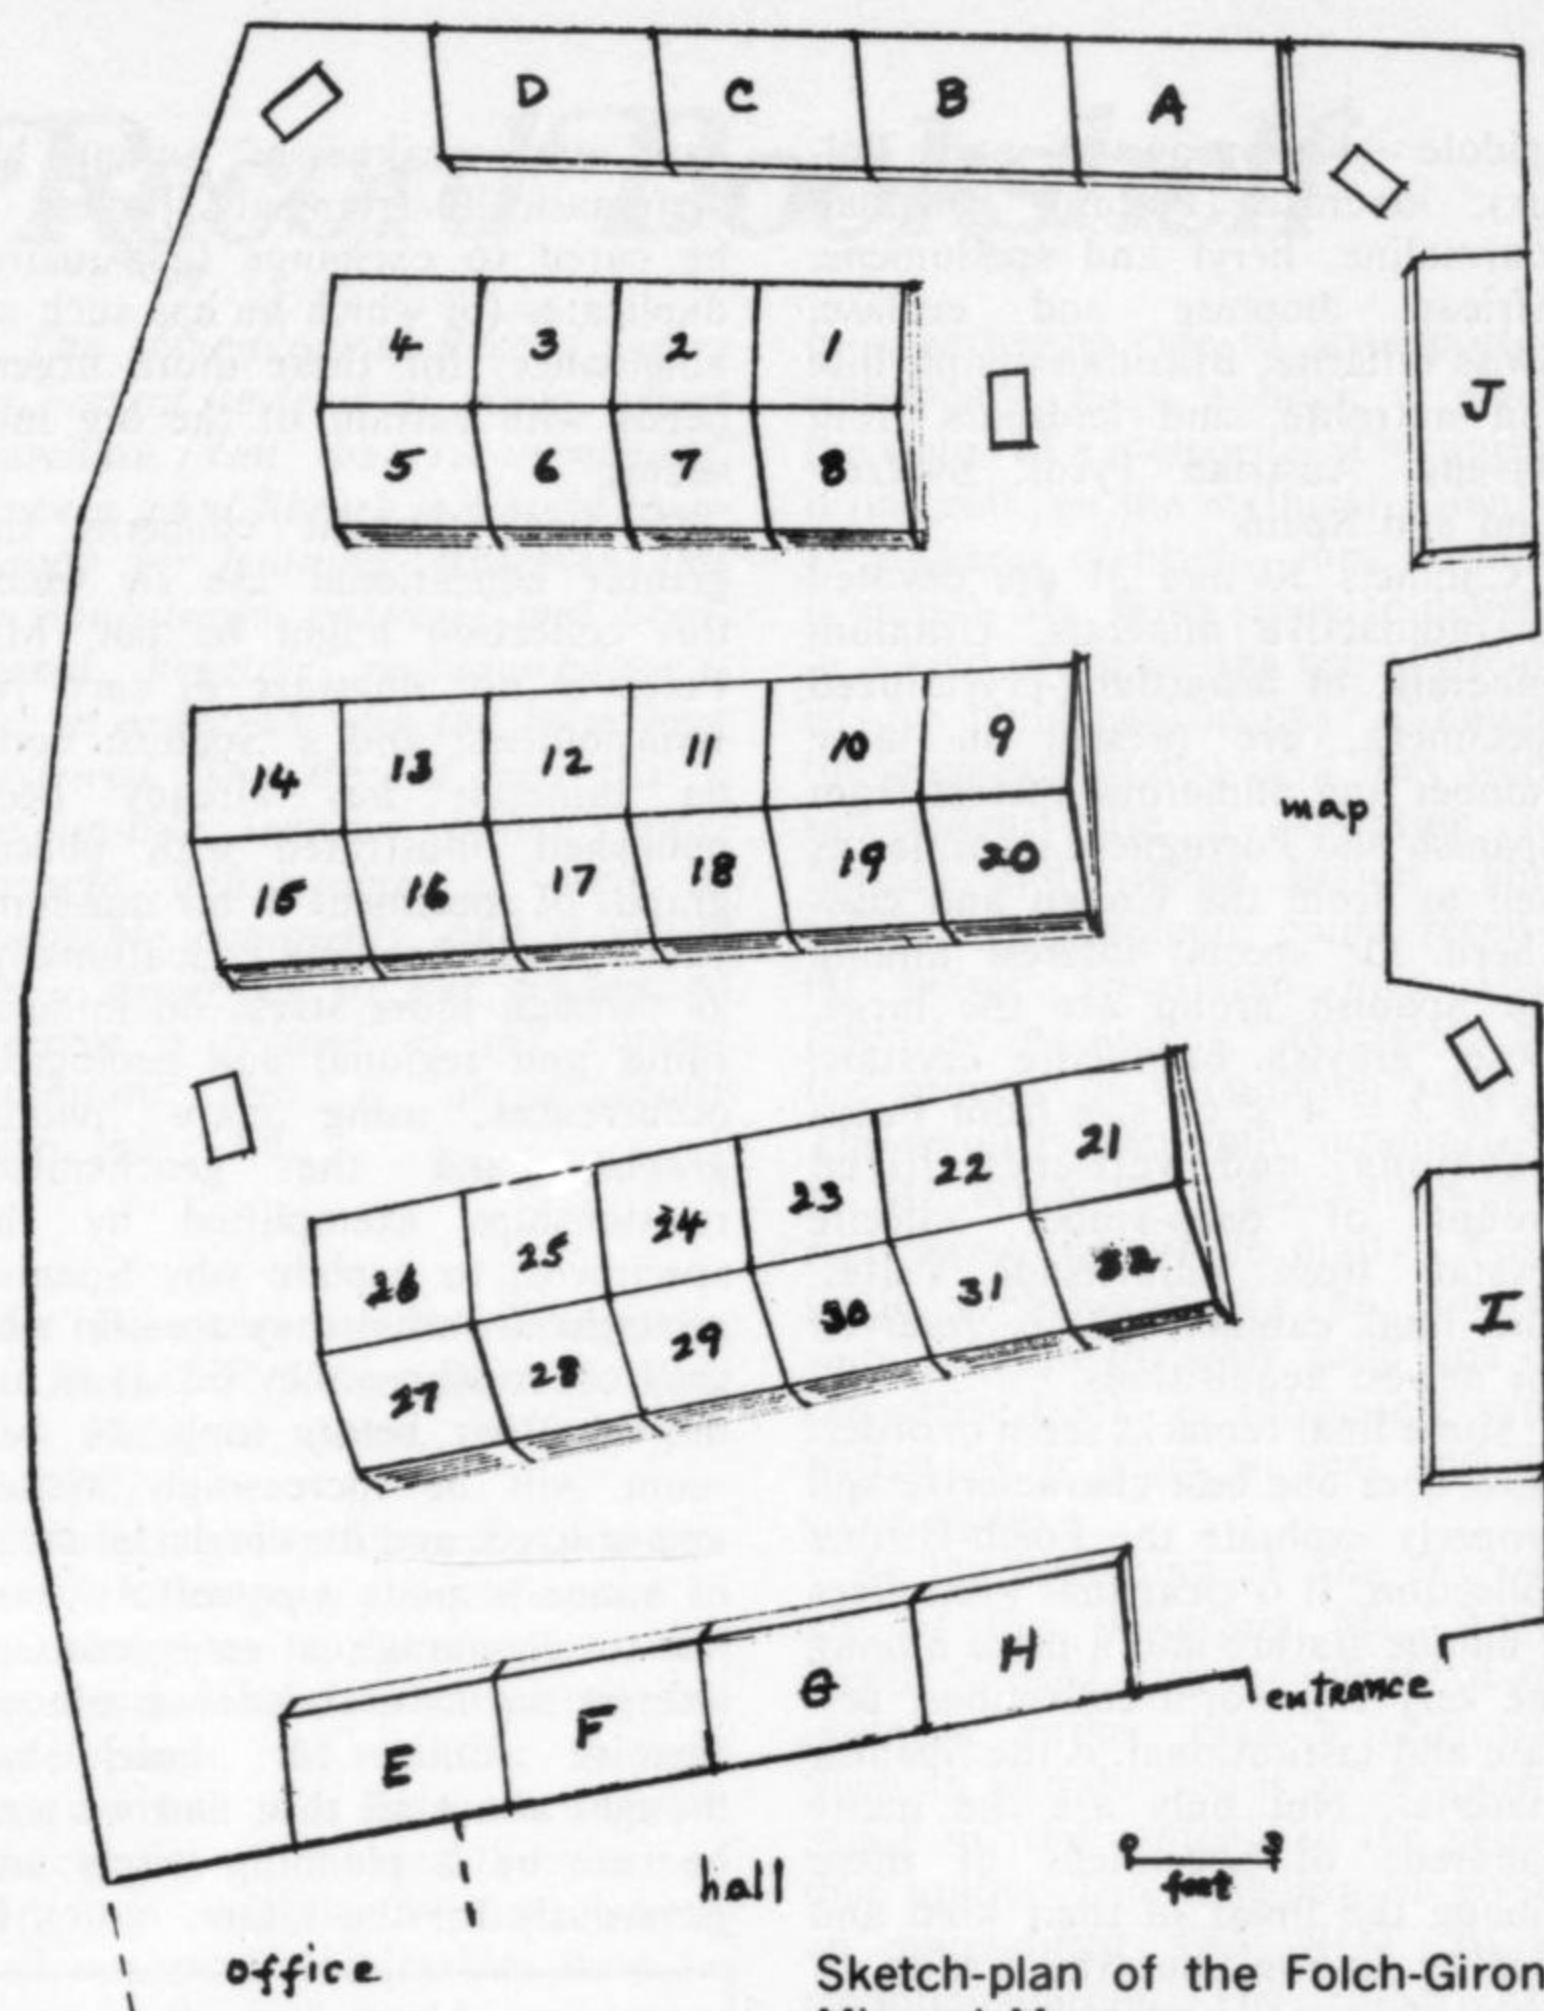 D C B A
4 3 2 1
J
5 6 7 8
14 13 12 11 10 9
map
15 16 17 18 19 20
26 25 24 23 22 21
27 28 29 30 31 32
I
E F G H
entrance
0 3
feet
hall
office
Sketch-plan of the Folch-Giron